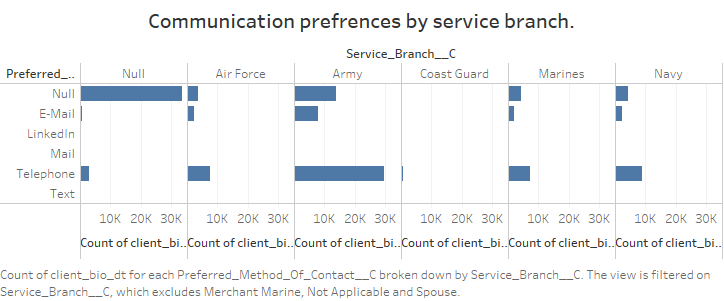 Communication prefrences by service branch.
Service_Branch__C
Preferred_.. Null Air Force Army Coast Guard Marines Navy
Null
E-Mail
LinkedIn
Mail
Telephone
Text
10K 20K 30K 10K 20K 30K 10K 20K 30K 10K 20K 30K 10K 20K 30K 10K 20K 30K
Count of client_bi.. Count of client_bi.. Count of client_bi.. Count of client_bi.. Count of client_bi.. Count of client_bi..
Count of client_bio_dt for each Preferred_Method_Of_Contact__C broken down by Service_Branch__C. The view is filtered on
Service_Branch__C, which excludes Merchant Marine, Not Applicable and Spouse.